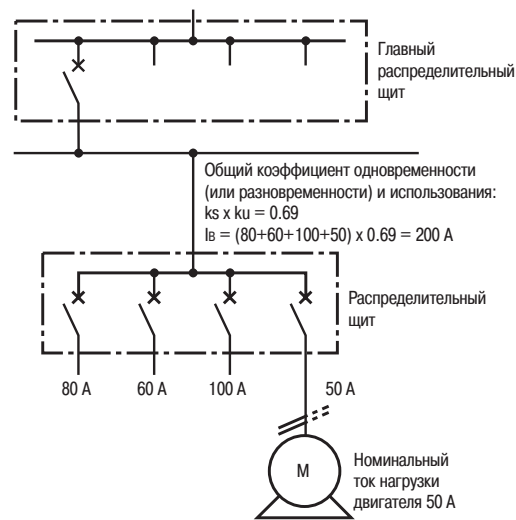 Главный
распределительный
щит
Общий коэффициент одновременности
(или разновременности) и использования:
ks x ku = 0.69
IB = (80+60+100+50) x 0.69 = 200 A
Распределительный
щит
80 A
60 A
100 A
50 A
M
Номинальный
ток нагрузки
двигателя 50 A